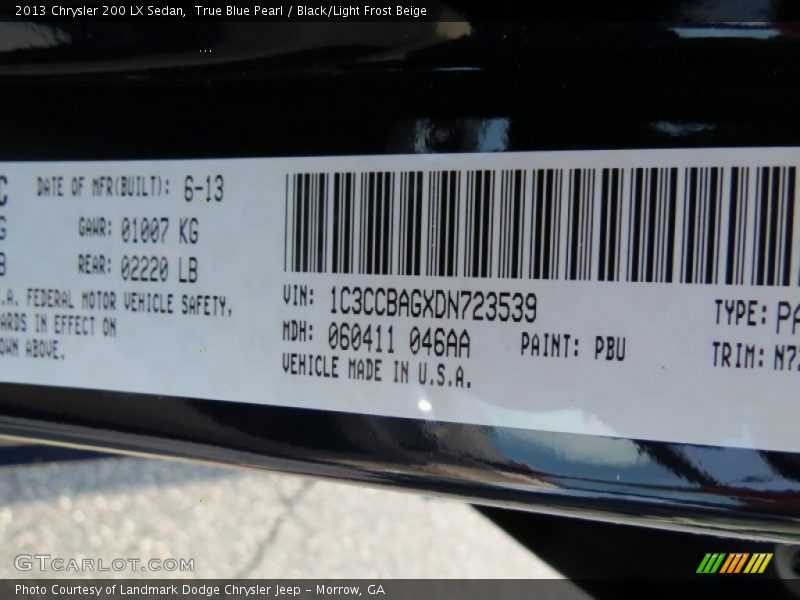 2013 Chrysler 200 LX Sedan, True Blue Pearl / Black/Light Frost Beige
DATE OF MFR(BUILT): 6-13
GAWR: 01007 KG
REAR: 02220 LB
.A. FEDERAL MOTOR VEHICLE SAFETY,
ARDS IN EFFECT ON
OWN ABOVE.
VIN: 1C3CCBAGXDN723539
MDH: 060411 046AA
PAINT: PBU
VEHICLE MADE IN U.S.A.
TYPE: PA
TRIM: N7
GTCARLOT.COM
Photo Courtesy of Landmark Dodge Chrysler Jeep - Morrow, GA